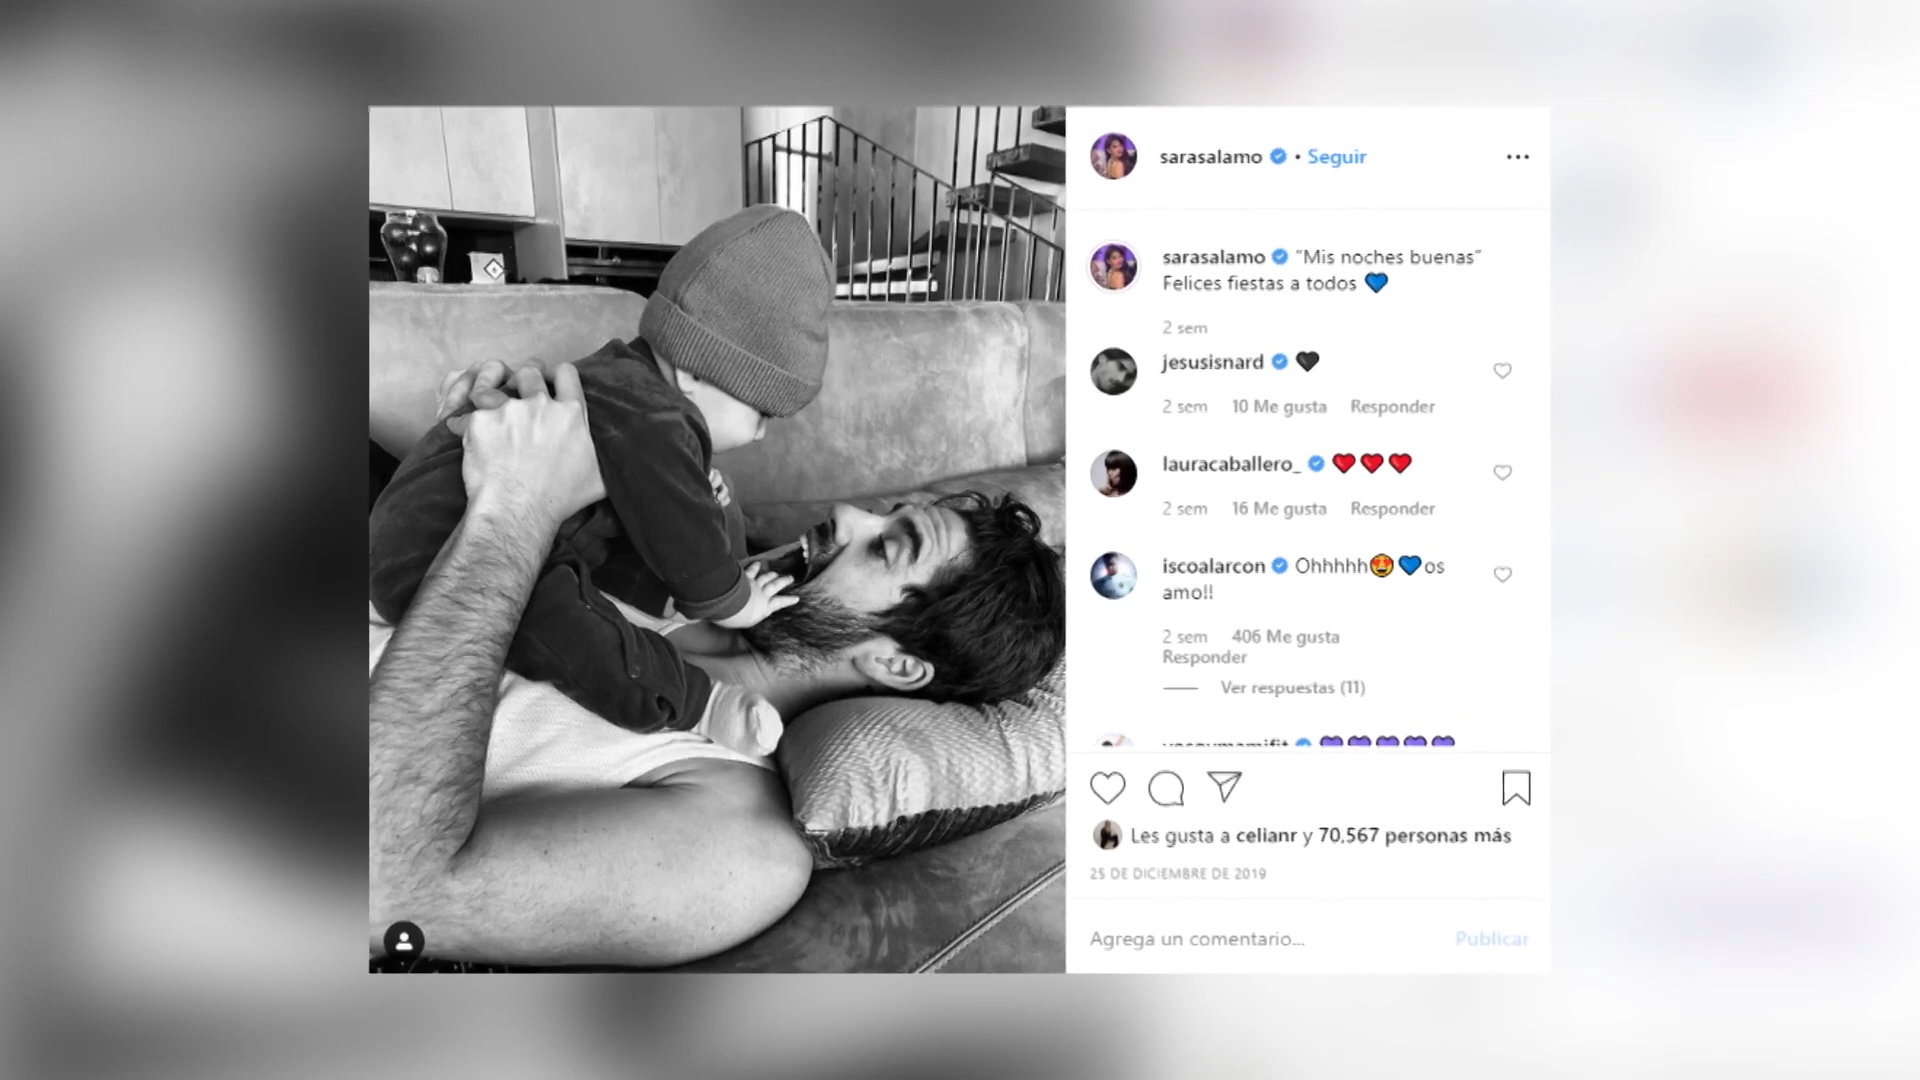 sarasalamo • Seguir
sarasalamo "Mis noches buenas"
Felices fiestas a todos 💙
2 sem
jesusisnard 🖤
2 sem 10 Me gusta Responder
lauracaballero_ ❤️❤️❤️
2 sem 16 Me gusta Responder
iscoalarcon Ohhhhh😍💙os
amo!!
2 sem 406 Me gusta
Responder
Ver respuestas (11)
💜💜💜💜💜
Les gusta a celianr y 70,567 personas más
25 DE DICIEMBRE DE 2019
Agrega un comentario... Publicar